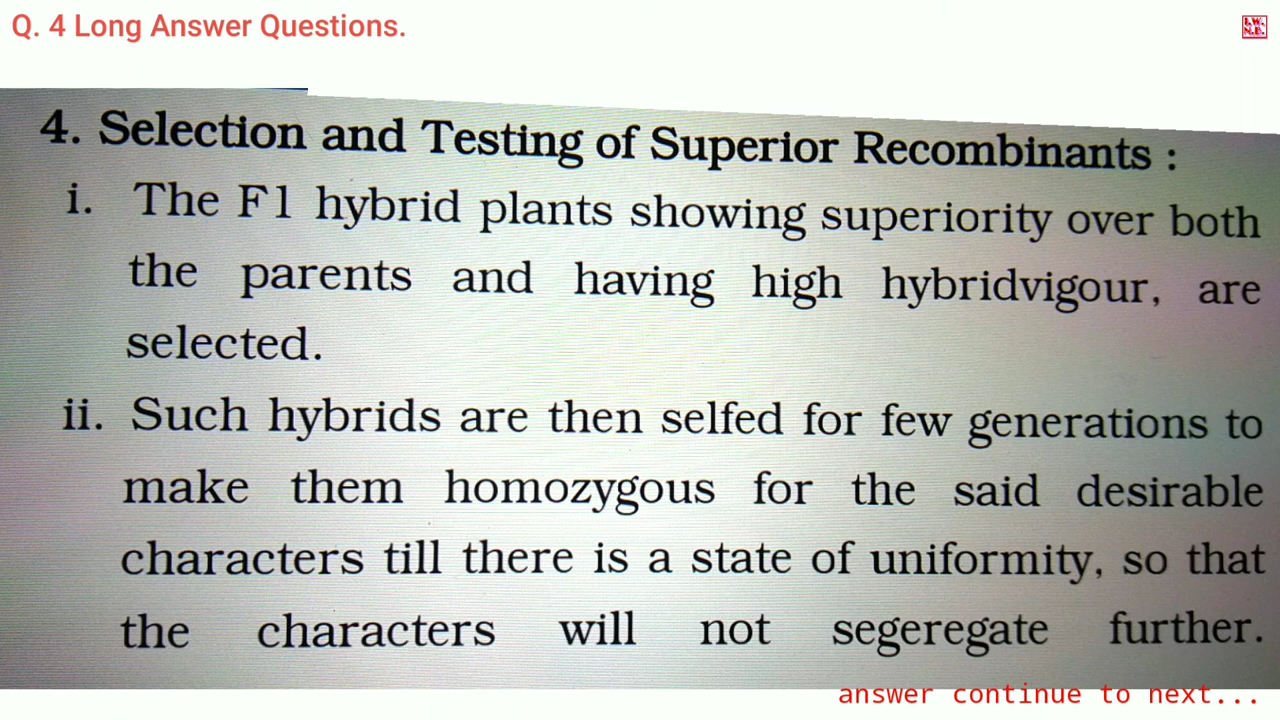 Q. 4 Long Answer Questions.
I.W.
N.B.
4. Selection and Testing of Superior Recombinants :
i. The F1 hybrid plants showing superiority over both
the parents and having high hybridvigour, are
selected.
ii. Such hybrids are then selfed for few generations to
make them homozygous for the said desirable
characters till there is a state of uniformity, so that
the characters will not segeregate further.
answer continue to next...